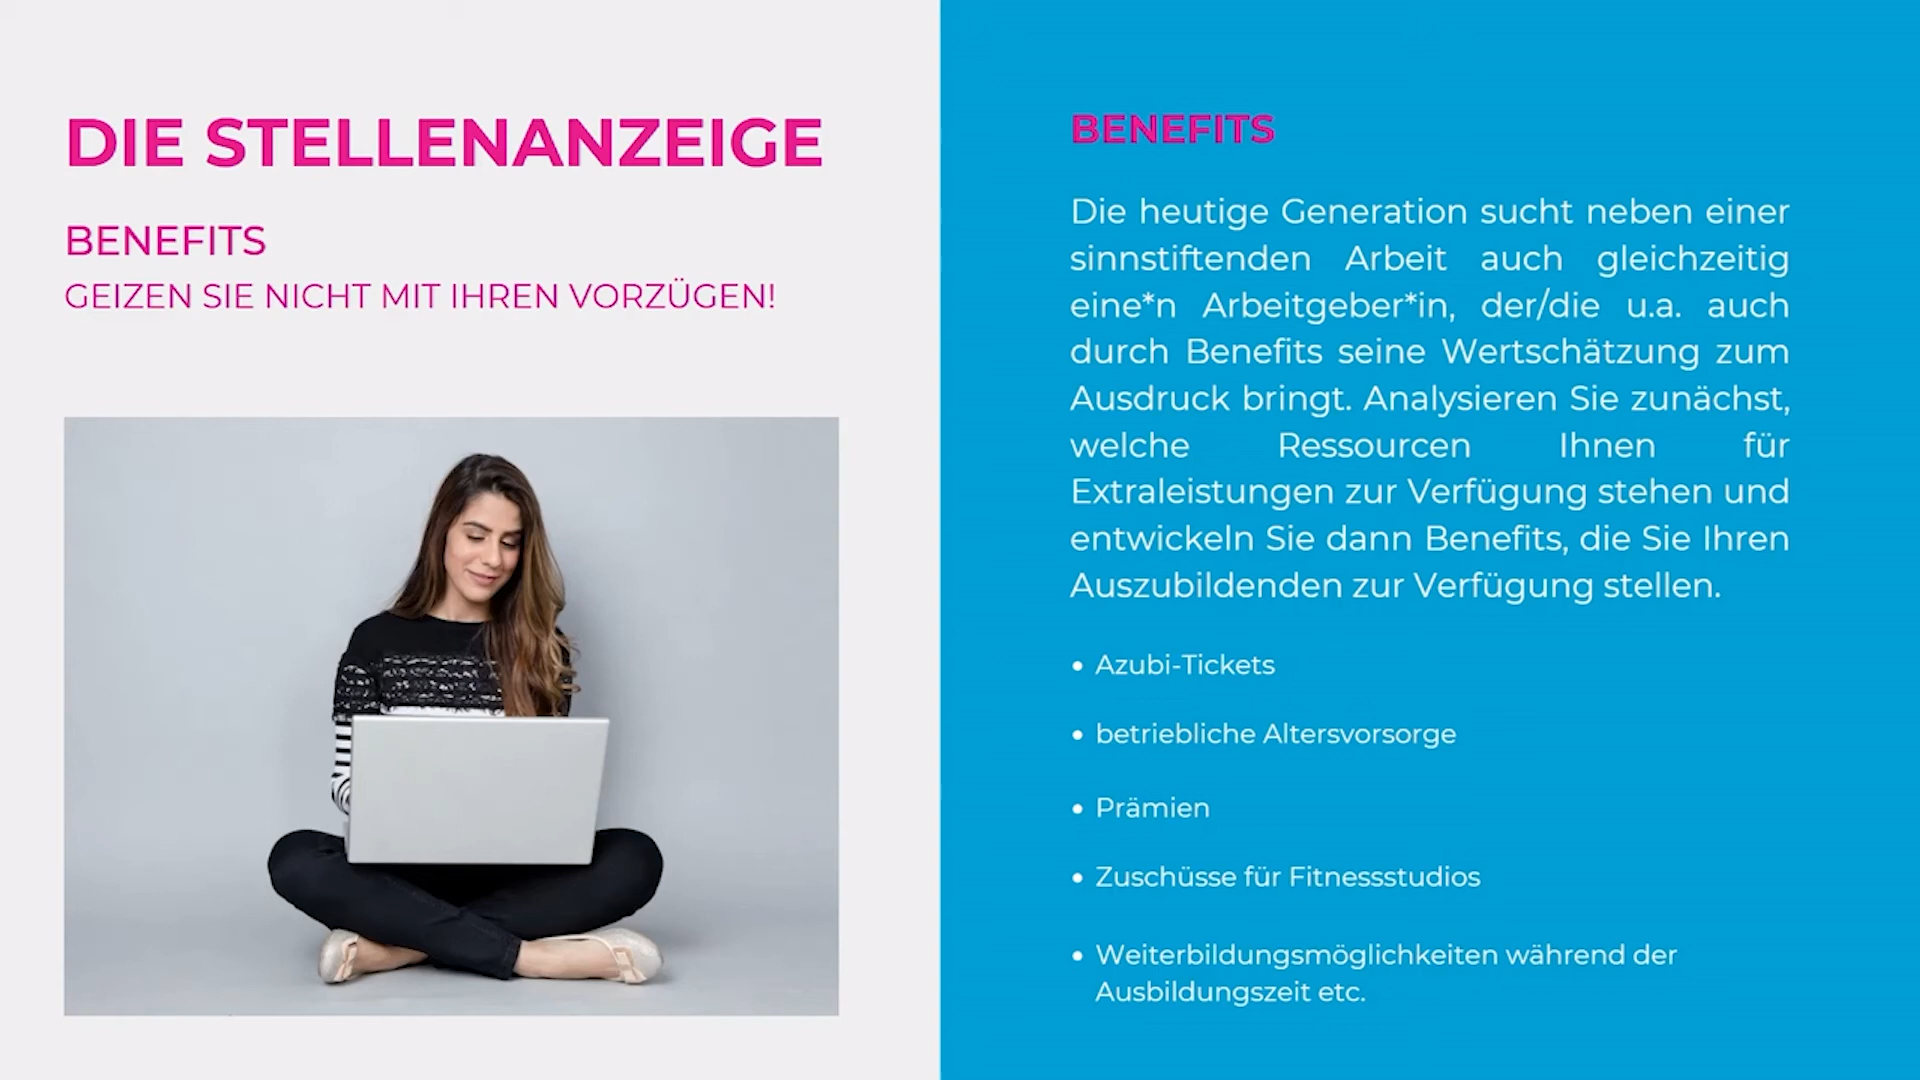 DIE STELLENANZEIGE
BENEFITS
GEIZEN SIE NICHT MIT IHREN VORZÜGEN!
BENEFITS
Die heutige Generation sucht neben einer
sinnstiftenden Arbeit auch gleichzeitig
eine*n Arbeitgeber*in, der/die u.a. auch
durch Benefits seine Wertschätzung zum
Ausdruck bringt. Analysieren Sie zunächst,
welche Ressourcen Ihnen für
Extraleistungen zur Verfügung stehen und
entwickeln Sie dann Benefits, die Sie Ihren
Auszubildenden zur Verfügung stellen.
• Azubi-Tickets
• betriebliche Altersvorsorge
• Prämien
• Zuschüsse für Fitnessstudios
• Weiterbildungsmöglichkeiten während der
Ausbildungszeit etc.